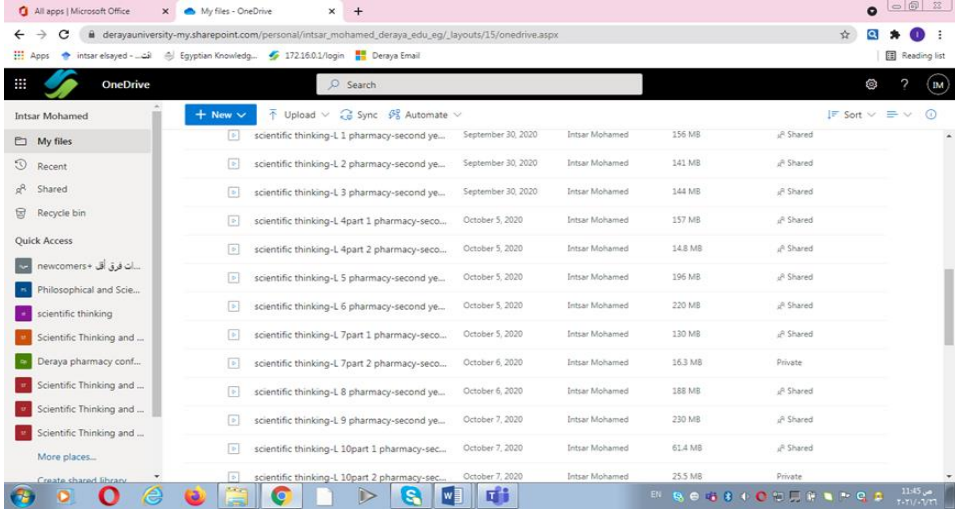 All apps | Microsoft Office
My files - OneDrive
derayauniversity-my.sharepoint.com/personal/intsar_mohamed_deraya_edu_eg/_layouts/15/onedrive.aspx
Apps
intsar elsayed - ...
Egyptian Knowledg...
172.16.0.1/login
Deraya Email
Reading list
OneDrive
Search
IM
Intsar Mohamed
My files
Recent
Shared
Recycle bin
Quick Access
newcomers+ ات فرق أق...
Philosophical and Scie...
scientific thinking
Scientific Thinking and ...
Deraya pharmacy conf...
Scientific Thinking and ...
Scientific Thinking and ...
Scientific Thinking and ...
More places...
Create shared library
+ New
Upload
Sync
Automate
Sort
scientific thinking-L 1 pharmacy-second ye... September 30, 2020 Intsar Mohamed 156 MB Shared
scientific thinking-L 2 pharmacy-second ye... September 30, 2020 Intsar Mohamed 141 MB Shared
scientific thinking-L 3 pharmacy-second ye... September 30, 2020 Intsar Mohamed 144 MB Shared
scientific thinking-L 4part 1 pharmacy-seco... October 5, 2020 Intsar Mohamed 157 MB Shared
scientific thinking-L 4part 2 pharmacy-seco... October 5, 2020 Intsar Mohamed 14.8 MB Shared
scientific thinking-L 5 pharmacy-second ye... October 5, 2020 Intsar Mohamed 196 MB Shared
scientific thinking-L 6 pharmacy-second ye... October 5, 2020 Intsar Mohamed 220 MB Shared
scientific thinking-L 7part 1 pharmacy-seco... October 5, 2020 Intsar Mohamed 130 MB Shared
scientific thinking-L 7part 2 pharmacy-seco... October 6, 2020 Intsar Mohamed 16.3 MB Private
scientific thinking-L 8 pharmacy-second ye... October 6, 2020 Intsar Mohamed 188 MB Shared
scientific thinking-L 9 pharmacy-second ye... October 7, 2020 Intsar Mohamed 230 MB Shared
scientific thinking-L 10part 1 pharmacy-sec... October 7, 2020 Intsar Mohamed 61.4 MB Shared
scientific thinking-L 10part 2 pharmacy-sec... October 7, 2020 Intsar Mohamed 25.5 MB Private
EN
11:45 ص